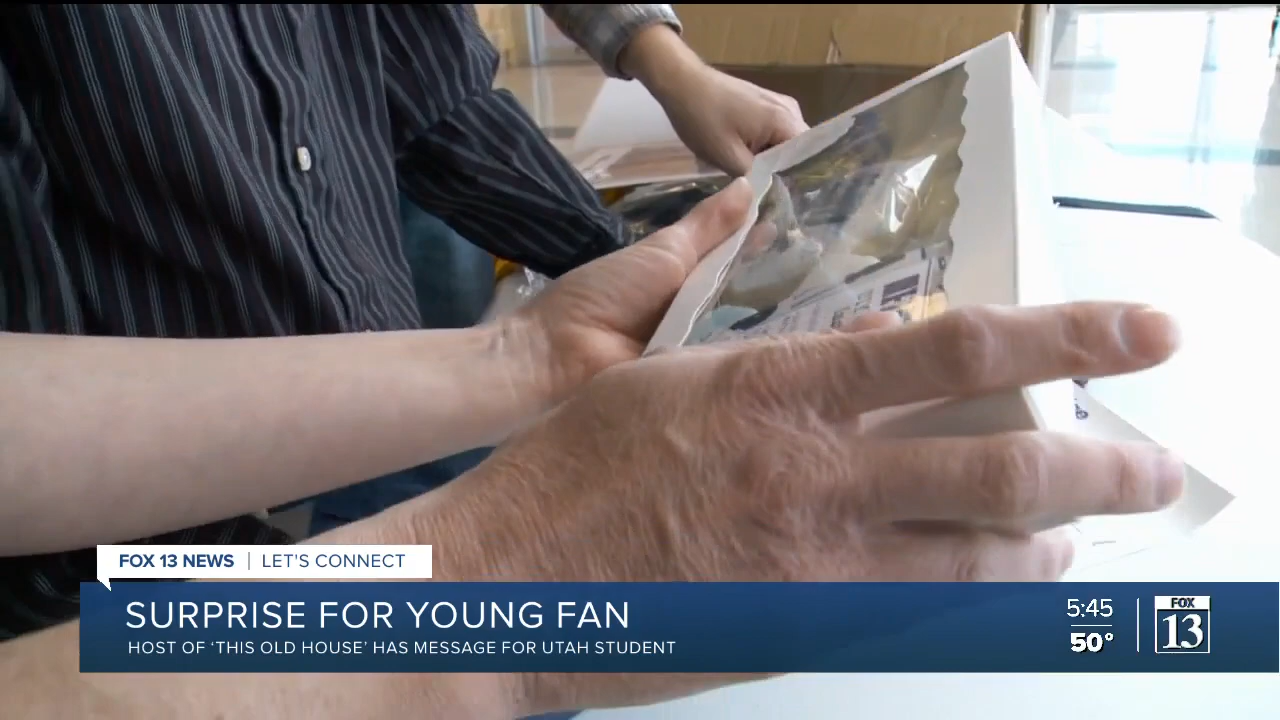 FOX 13 NEWS | LET'S CONNECT
SURPRISE FOR YOUNG FAN
HOST OF ‘THIS OLD HOUSE’ HAS MESSAGE FOR UTAH STUDENT
5:45
50°
FOX
13